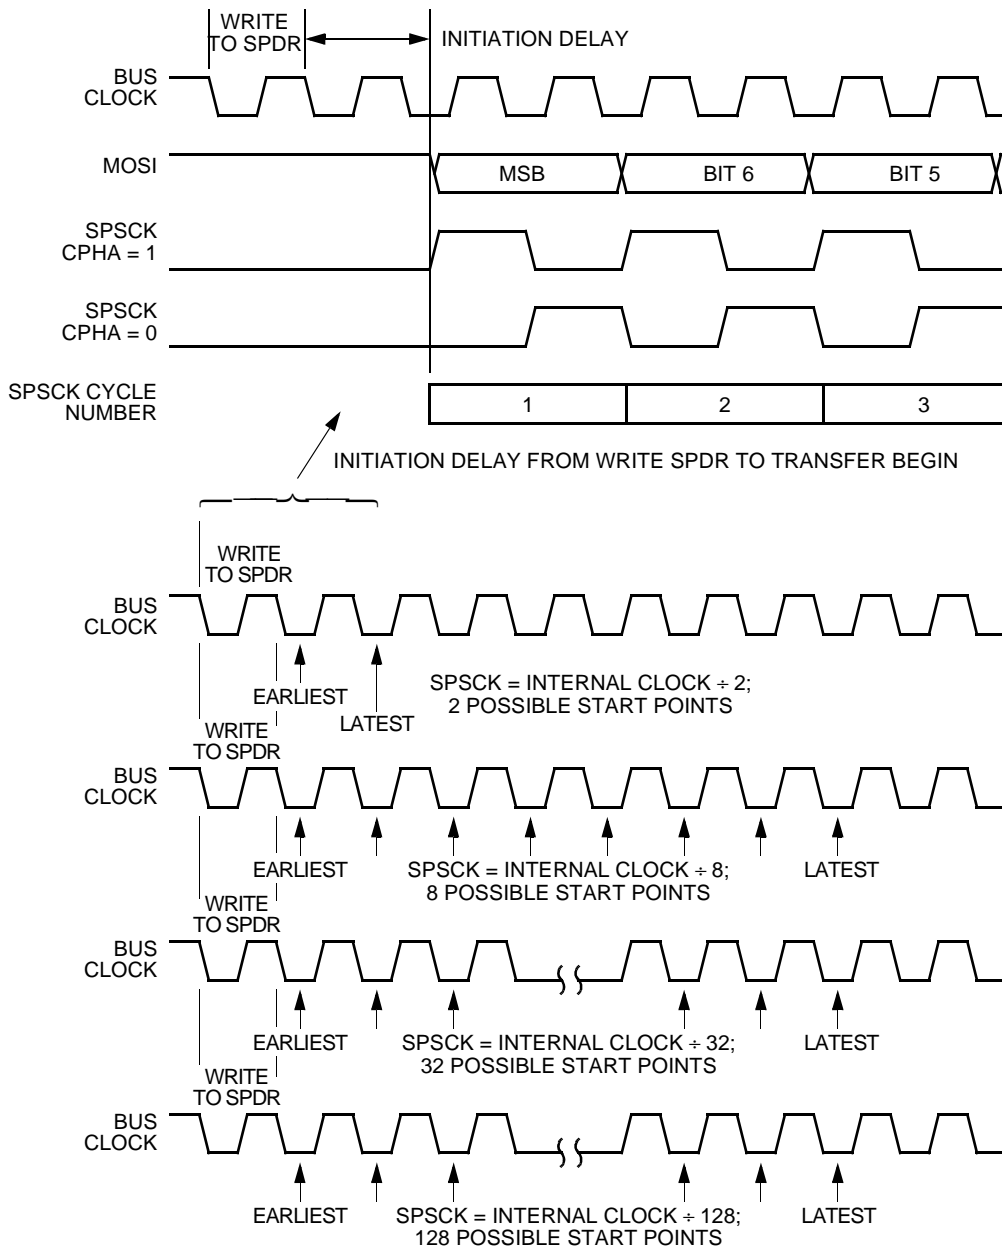 WRITE
TO SPDR
INITIATION DELAY
BUS
CLOCK
MOSI
MSB
BIT 6
BIT 5
SPSCK
CPHA = 1
SPSCK
CPHA = 0
SPSCK CYCLE
NUMBER
1
2
3
INITIATION DELAY FROM WRITE SPDR TO TRANSFER BEGIN
WRITE
TO SPDR
BUS
CLOCK
EARLIEST
LATEST
SPSCK = INTERNAL CLOCK ÷ 2;
2 POSSIBLE START POINTS
WRITE
TO SPDR
BUS
CLOCK
EARLIEST
SPSCK = INTERNAL CLOCK ÷ 8;
8 POSSIBLE START POINTS
LATEST
WRITE
TO SPDR
BUS
CLOCK
EARLIEST
SPSCK = INTERNAL CLOCK ÷ 32;
32 POSSIBLE START POINTS
LATEST
WRITE
TO SPDR
BUS
CLOCK
EARLIEST
SPSCK = INTERNAL CLOCK ÷ 128;
128 POSSIBLE START POINTS
LATEST